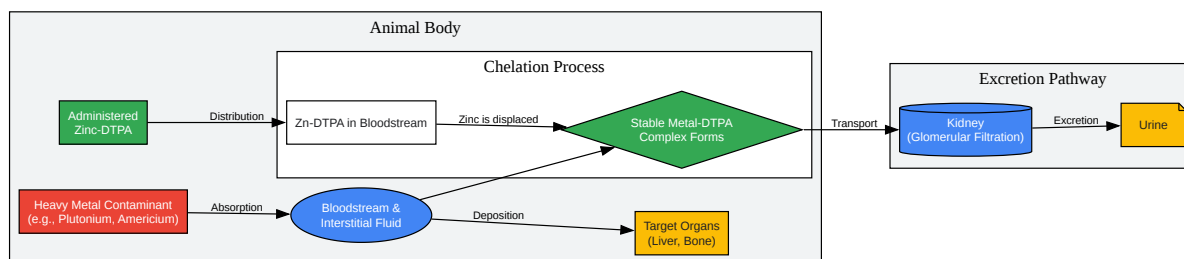 Animal Body
Chelation Process
Excretion Pathway
Administered
Zinc-DTPA
Distribution
Zn-DTPA in Bloodstream
Zinc is displaced
Stable Metal-DTPA
Complex Forms
Transport
Kidney
(Glomerular Filtration)
Excretion
Urine
Heavy Metal Contaminant
(e.g., Plutonium, Americium)
Absorption
Bloodstream &
Interstitial Fluid
Deposition
Target Organs
(Liver, Bone)